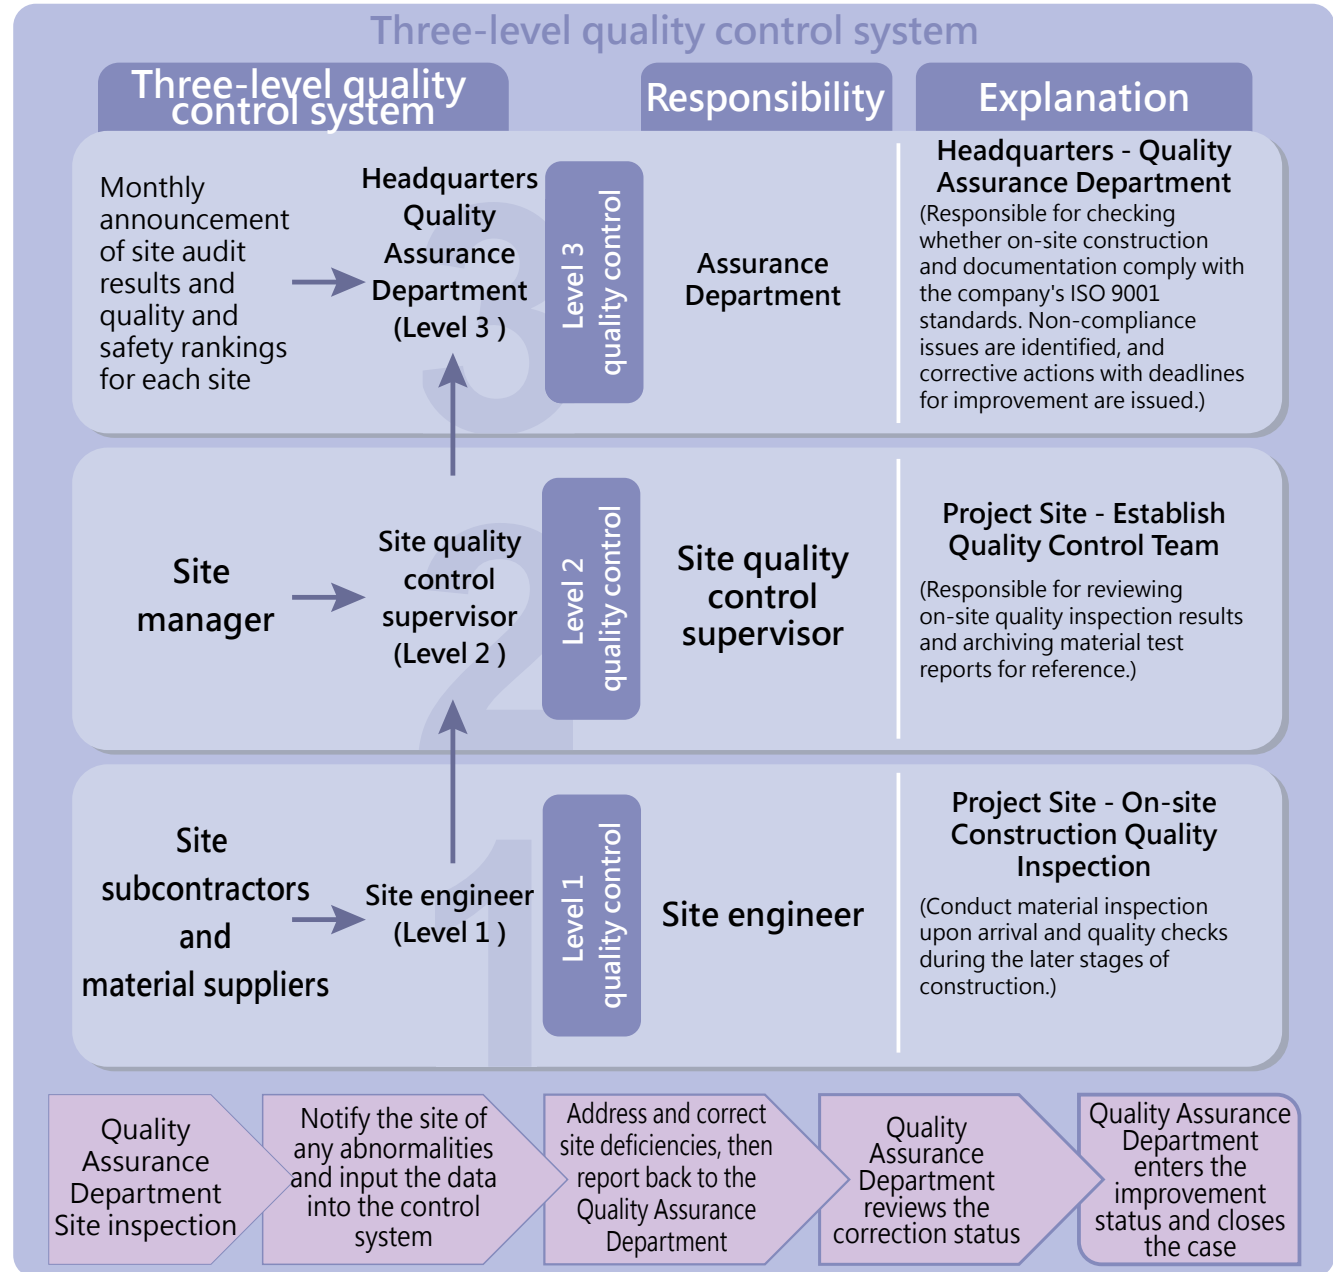 Three-level quality control system
Three-level quality
control system
Responsibility
Explanation
Monthly
announcement
of site audit
results and
quality and
safety rankings
for each site
Headquarters
Quality
Assurance
Department
(Level 3 )
3
Level 3
quality control
Assurance
Department
Headquarters - Quality
Assurance Department
(Responsible for checking
whether on-site construction
and documentation comply with
the company's ISO 9001
standards. Non-compliance
issues are identified, and
corrective actions with deadlines
for improvement are issued.)
Site
manager
Site quality
control
supervisor
(Level 2 )
2
Level 2
quality control
Site quality
control
supervisor
Project Site - Establish
Quality Control Team
(Responsible for reviewing
on-site quality inspection results
and archiving material test
reports for reference.)
Site
subcontractors
and
material suppliers
Site engineer
(Level 1 )
1
Level 1
quality control
Site engineer
Project Site - On-site
Construction Quality
Inspection
(Conduct material inspection
upon arrival and quality checks
during the later stages of
construction.)
Quality
Assurance
Department
Site inspection
Notify the site of
any abnormalities
and input the data
into the control
system
Address and correct
site deficiencies, then
report back to the
Quality Assurance
Department
Quality
Assurance
Department
reviews the
correction status
Quality Assurance
Department
enters the
improvement
status and closes
the case